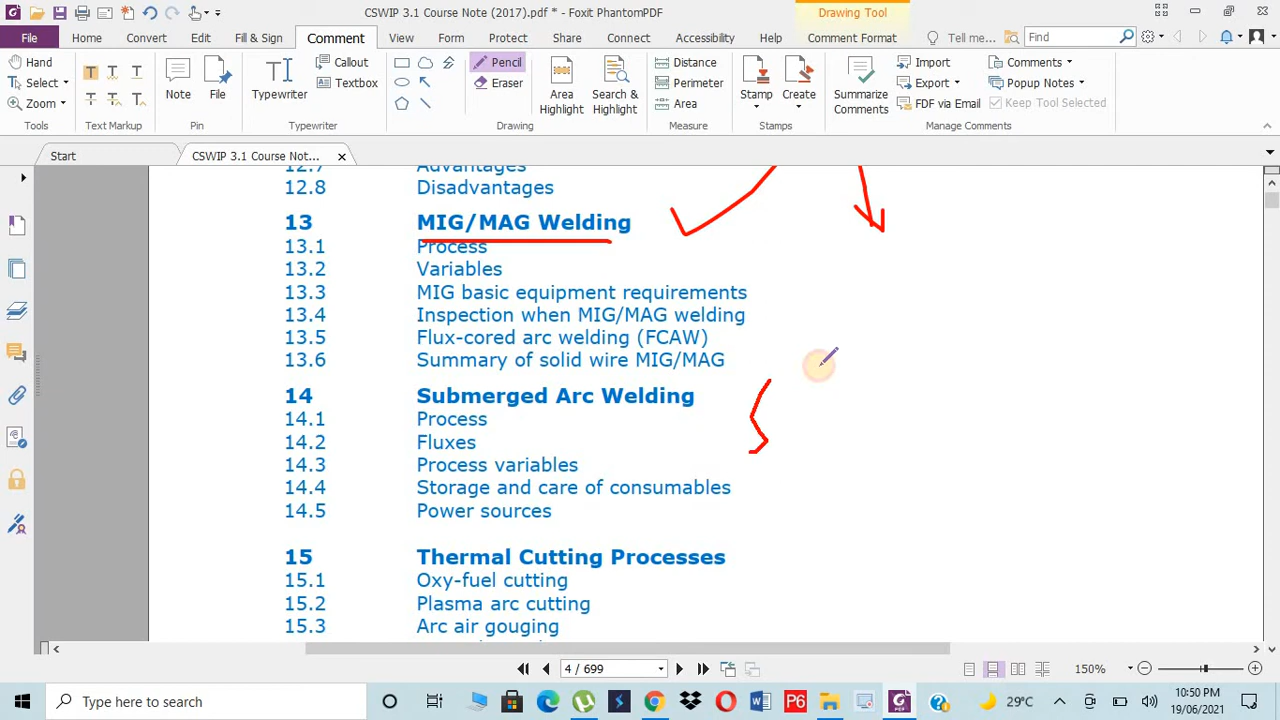 CSWIP 3.1 Course Note (2017).pdf * - Foxit PhantomPDF
Drawing Tool
File Home Convert Edit Fill & Sign Comment View Form Protect Share Connect Accessibility Help Comment Format Tell me... Find
Hand Callout Pencil Distance Import Comments
Select Textbox Eraser Perimeter Export Popup Notes
Zoom Note File Typewriter Area Highlight Search & Highlight Area Stamp Create Summarize Comments FDF via Email Keep Tool Selected
Tools Text Markup Pin Typewriter Drawing Measure Stamps Manage Comments
Start CSWIP 3.1 Course Not...
12.7 Advantages
12.8 Disadvantages
13 MIG/MAG Welding
13.1 Process
13.2 Variables
13.3 MIG basic equipment requirements
13.4 Inspection when MIG/MAG welding
13.5 Flux-cored arc welding (FCAW)
13.6 Summary of solid wire MIG/MAG
14 Submerged Arc Welding
14.1 Process
14.2 Fluxes
14.3 Process variables
14.4 Storage and care of consumables
14.5 Power sources
15 Thermal Cutting Processes
15.1 Oxy-fuel cutting
15.2 Plasma arc cutting
15.3 Arc air gouging
4 / 699 150%
Type here to search 29°C 10:50 PM
19/06/2021